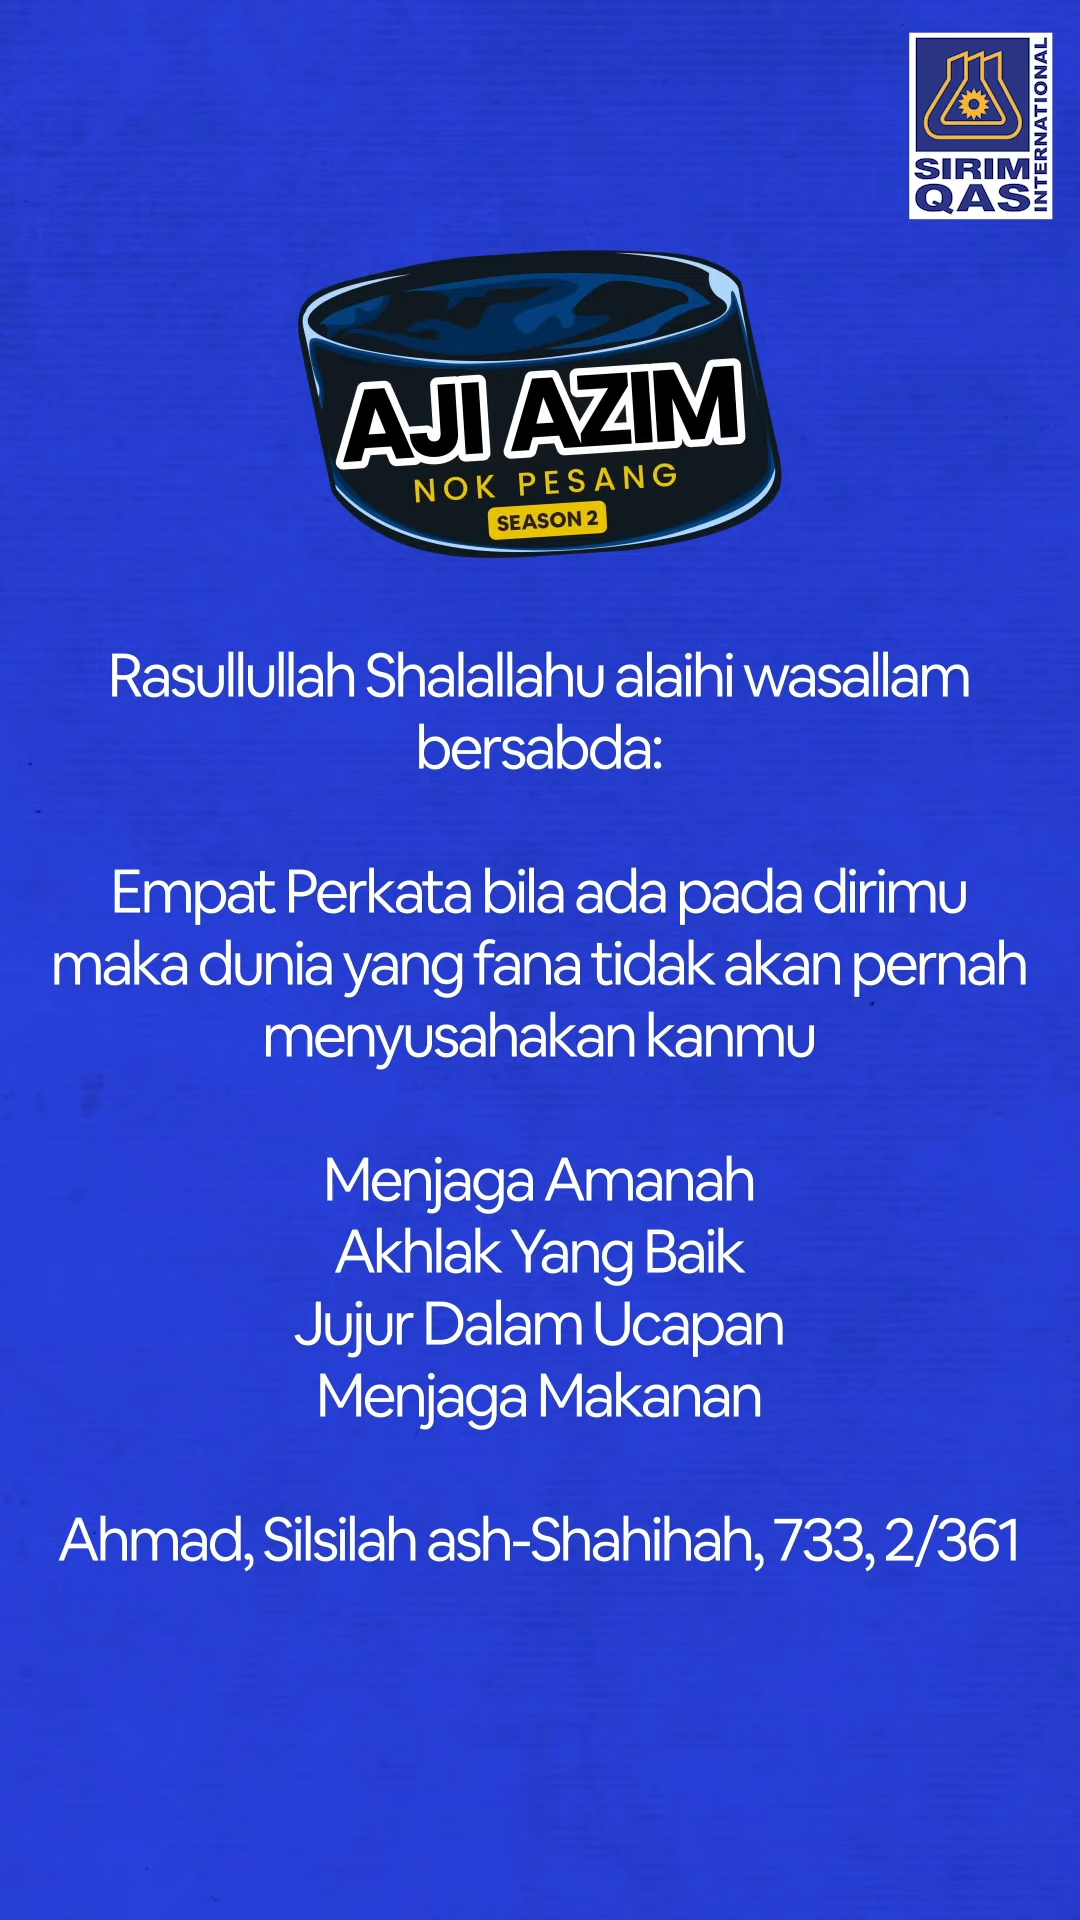 SIRIM
QAS
INTERNATIONAL
AJI AZIM
NOK PESANG
SEASON 2
Rasullullah Shalallahu alaihi wasallam
bersabda:
Empat Perkata bila ada pada dirimu
maka dunia yang fana tidak akan pernah
menyusahakan kanmu
Menjaga Amanah
Akhlak Yang Baik
Jujur Dalam Ucapan
Menjaga Makanan
Ahmad, Silsilah ash-Shahihah, 733, 2/361